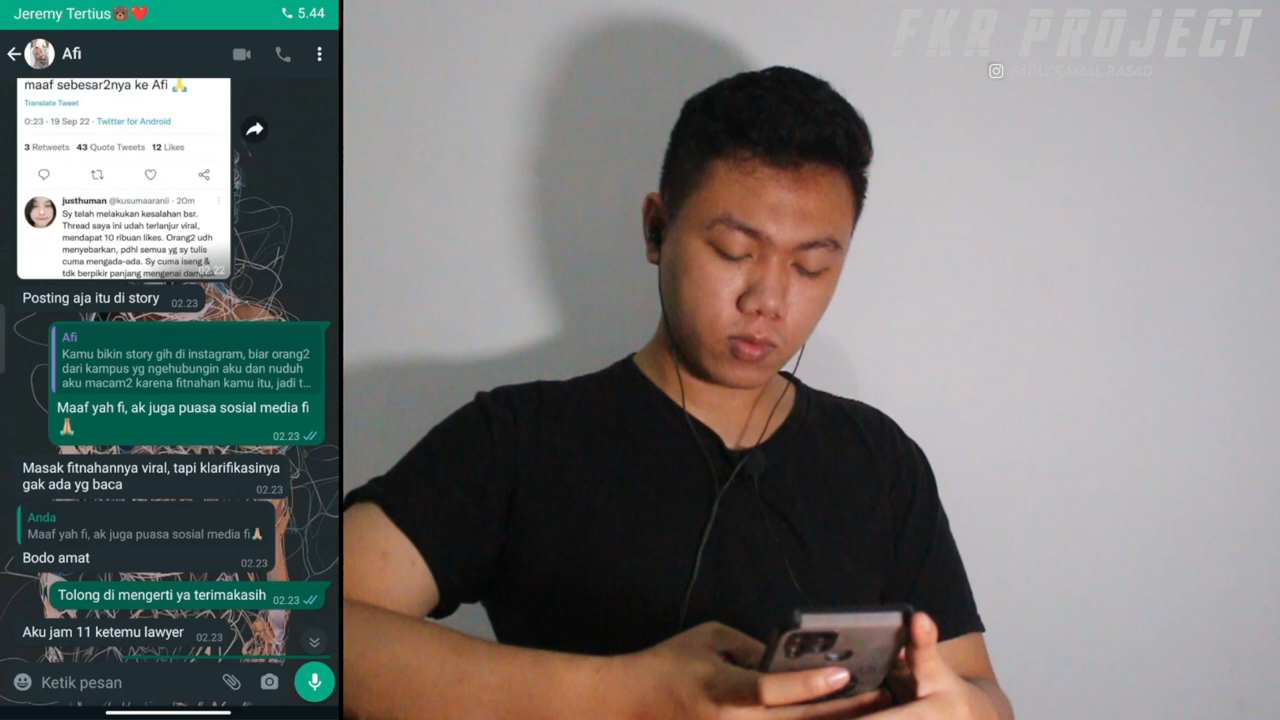 Jeremy Tertius🐻❤️ 5.44
Afi
maaf sebesar2nya ke Afi 🙏
Translate Tweet
0:23 · 19 Sep 22 · Twitter for Android
3 Retweets 43 Quote Tweets 12 Likes
justhuman @kusumaaranii · 20m
Sy telah melakukan kesalahan bsr.
Thread saya ini udah terlanjur viral,
mendapat 10 ribuan likes. Orang2 udh
menyebarkan, pdhl semua yg sy tulis
cuma mengada-ada. Sy cuma iseng &
tdk berpikir panjang mengenai dampak
02.22
Posting aja itu di story 02.23
Afi
Kamu bikin story gih di instagram, biar orang2
dari kampus yg ngehubungin aku dan nuduh
aku macam2 karena fitnahan kamu itu, jadi t...
Maaf yah fi, ak juga puasa sosial media fi
🙏🏼
02.23
Masak fitnahannya viral, tapi klarifikasinya
gak ada yg baca 02.23
Anda
Maaf yah fi, ak juga puasa sosial media fi🙏🏼
Bodo amat 02.23
Tolong di mengerti ya terimakasih 02.23
Aku jam 11 ketemu lawyer 02.23
Ketik pesan
FKR PROJECT
FADLY.KAMAL.RASAD